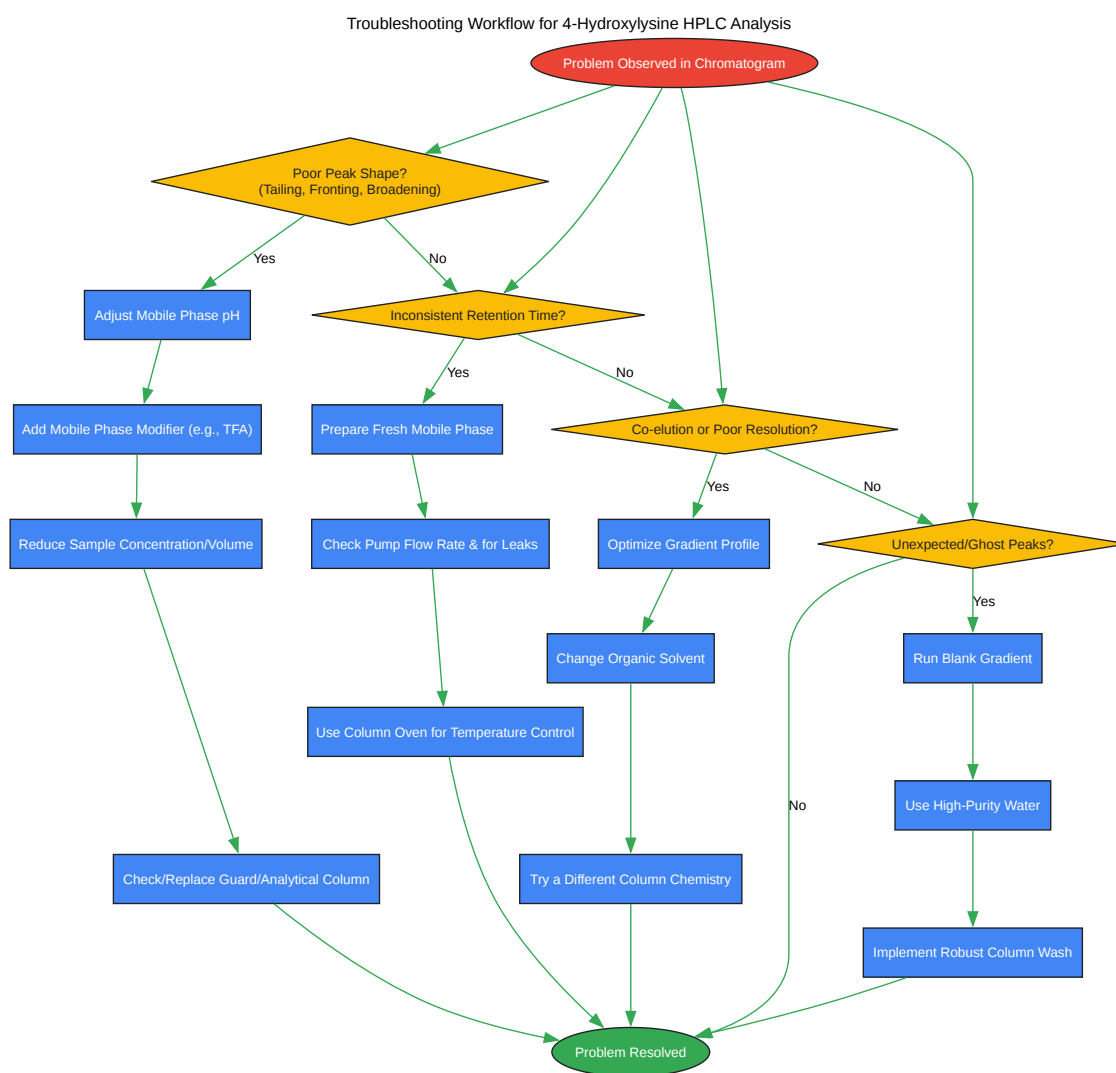 Troubleshooting Workflow for 4-Hydroxylysine HPLC Analysis
Problem Observed in Chromatogram
Poor Peak Shape?
(Tailing, Fronting, Broadening)
Yes
No
Adjust Mobile Phase pH
Inconsistent Retention Time?
Yes
No
Add Mobile Phase Modifier (e.g., TFA)
Prepare Fresh Mobile Phase
Co-elution or Poor Resolution?
Yes
No
Reduce Sample Concentration/Volume
Check Pump Flow Rate & for Leaks
Optimize Gradient Profile
Unexpected/Ghost Peaks?
Yes
Change Organic Solvent
Run Blank Gradient
Use Column Oven for Temperature Control
No
Use High-Purity Water
Check/Replace Guard/Analytical Column
Try a Different Column Chemistry
Implement Robust Column Wash
Problem Resolved